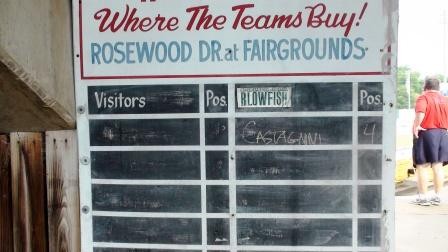 Where The Teams Buy!
ROSEWOOD DR. at FAIRGROUNDS
Visitors Pos. BLOWFISH Pos.
CASTAGNINI 4